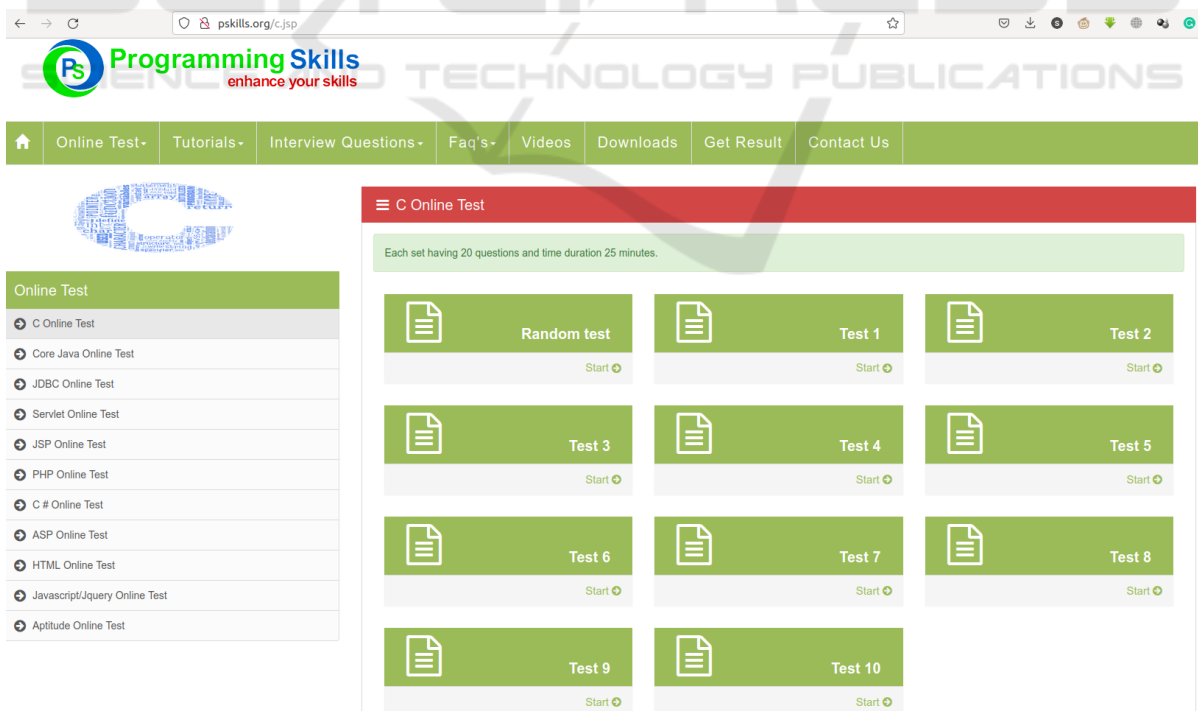 pskills.org/c.jsp
Ps
Programming Skills
enhance your skills
SCIENCE AND TECHNOLOGY PUBLICATIONS
Online Test
Tutorials
Interview Questions
Faq's
Videos
Downloads
Get Result
Contact Us
array
return
C Online Test
Each set having 20 questions and time duration 25 minutes.
Online Test
C Online Test
Core Java Online Test
JDBC Online Test
Servlet Online Test
JSP Online Test
PHP Online Test
C # Online Test
ASP Online Test
HTML Online Test
Javascript/Jquery Online Test
Aptitude Online Test
Random test
Start
Test 1
Start
Test 2
Start
Test 3
Start
Test 4
Start
Test 5
Start
Test 6
Start
Test 7
Start
Test 8
Start
Test 9
Start
Test 10
Start